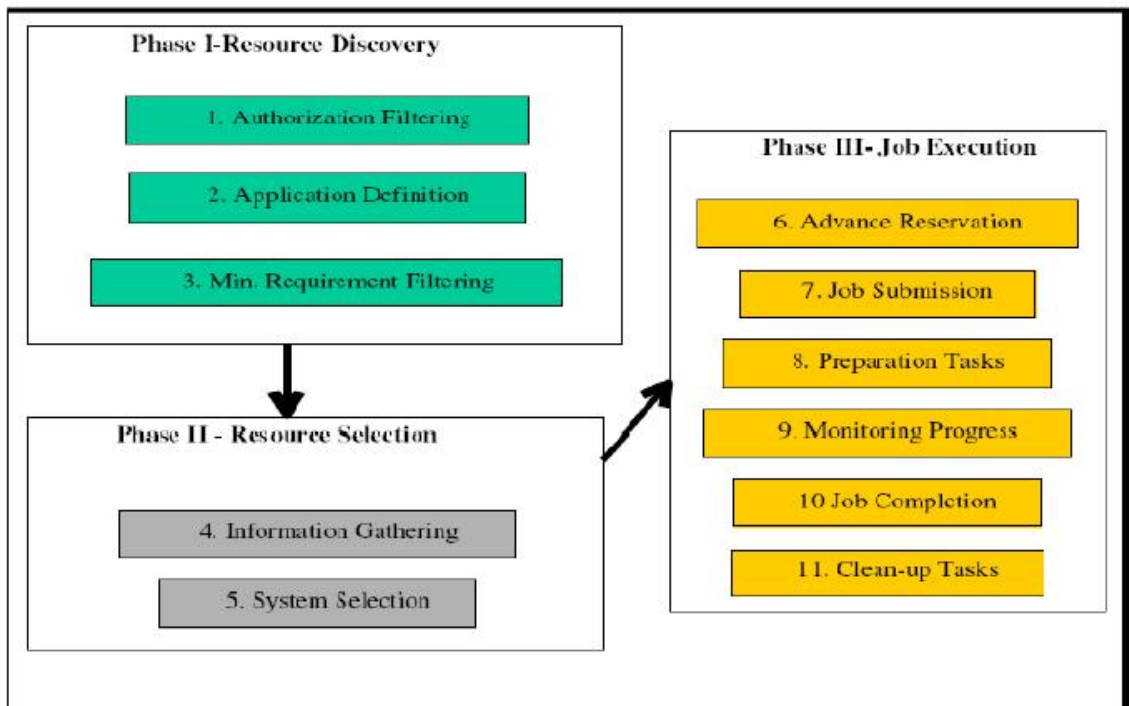 Phase I-Resource Discovery
1. Authorization Filtering
2. Application Definition
3. Min. Requirement Filtering
Phase II - Resource Selection
4. Information Gathering
5. System Selection
Phase III- Job Execution
6. Advance Reservation
7. Job Submission
8. Preparation Tasks
9. Monitoring Progress
10 Job Completion
11. Clean-up Tasks